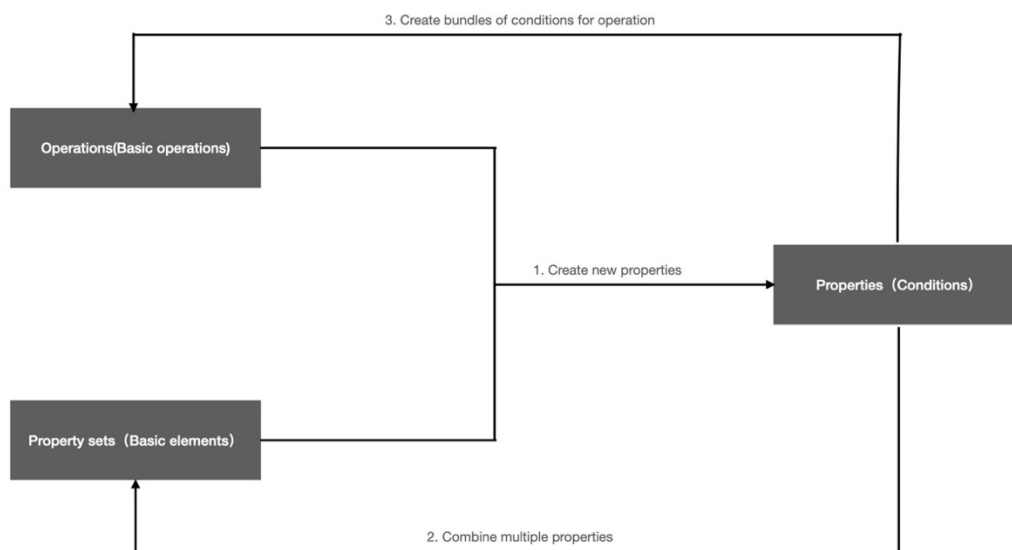 3. Create bundles of conditions for operation
Operations(Basic operations)
1. Create new properties
Properties（Conditions）
Property sets（Basic elements）
2. Combine multiple properties